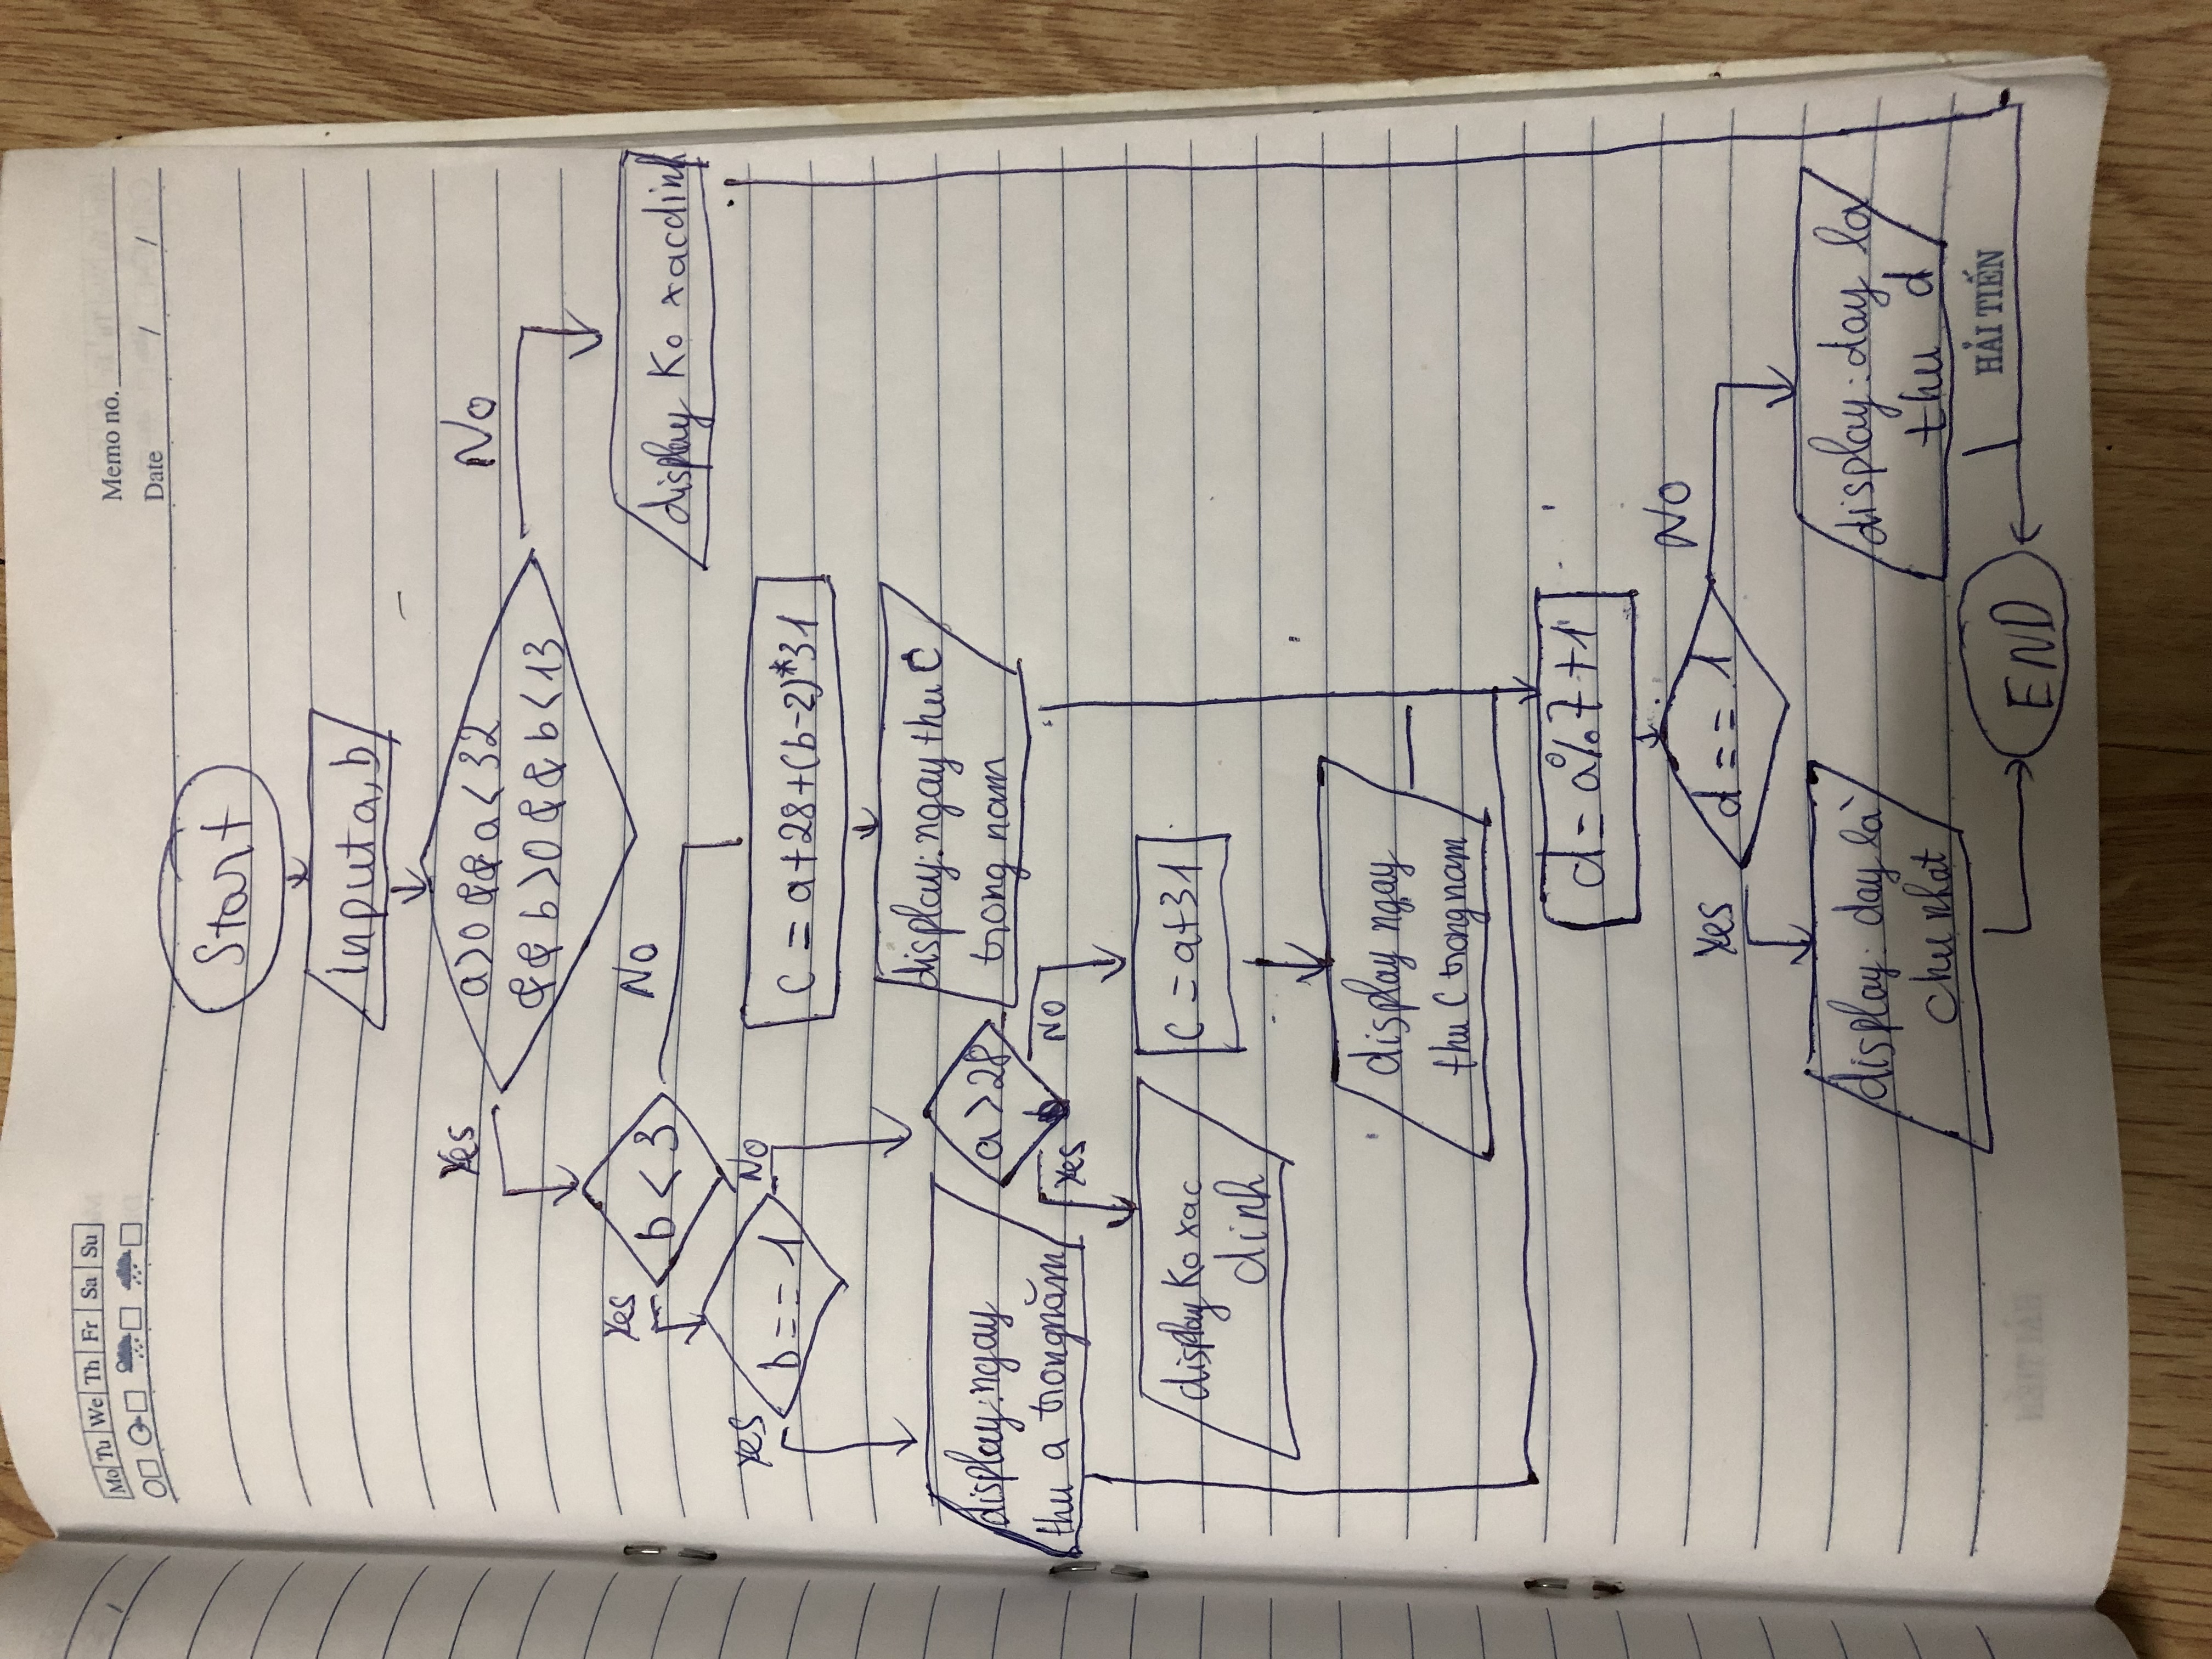 Mo Tu We Th Fr Sa Su
Memo no.
Date / /
Start
Input a, b
Yes
a>0 && a<32
&& b>0 && b<13
No
Yes
b < 3
No
display Ko xacdinh
Yes
b == 1
No
C = a+28+(b-2)*31
display: ngay thu C
trong nam
display: ngay
thu a trongnăm
a >28
Yes
NO
display Ko xac
dinh
C = a+31
display ngay
thu C trongnam
d = a%7 +1
Yes
d == 1
NO
display: day là
chu nhat
display: day la
thu d
END
HẢI TIẾN